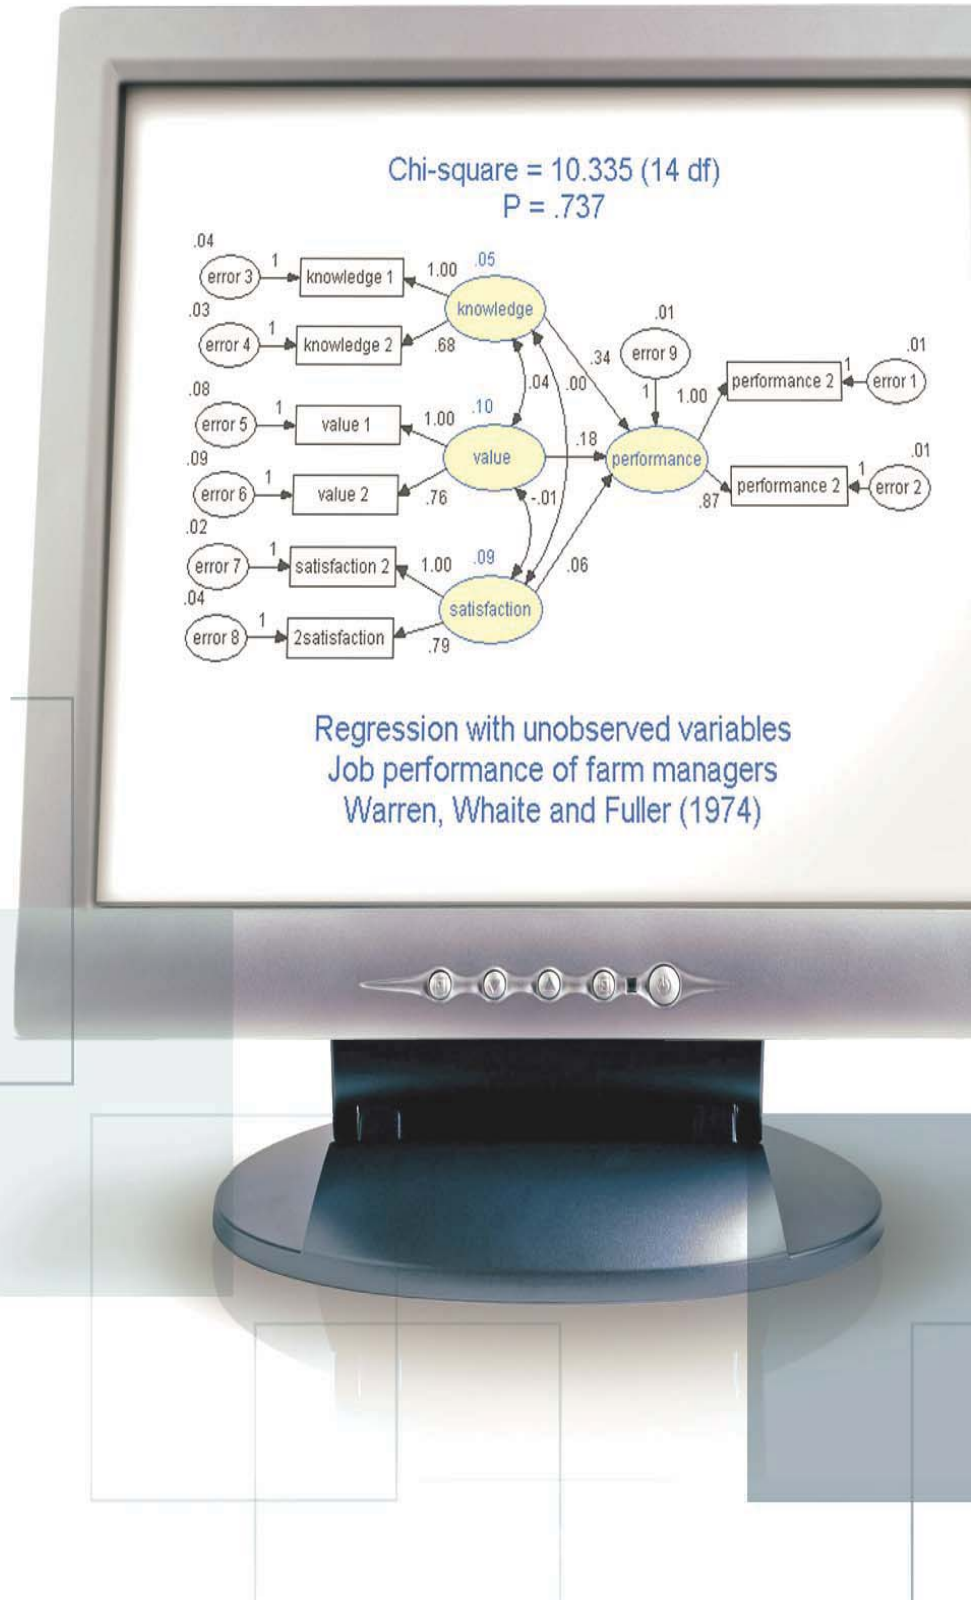 Chi-square = 10.335 (14 df)
P = .737
.04
error 3
1
knowledge 1
1.00
.05
knowledge
.03
error 4
1
knowledge 2
.68
.08
error 5
1
value 1
1.00
.10
value
.09
error 6
1
value 2
.76
.02
error 7
1
satisfaction 2
1.00
.09
satisfaction
.04
error 8
1
2satisfaction
.79
.04
.00
-.01
.34
.18
.06
.01
error 9
1
performance
1.00
performance 2
1
error 1
.01
.87
performance 2
1
error 2
.01
Regression with unobserved variables
Job performance of farm managers
Warren, Whaite and Fuller (1974)